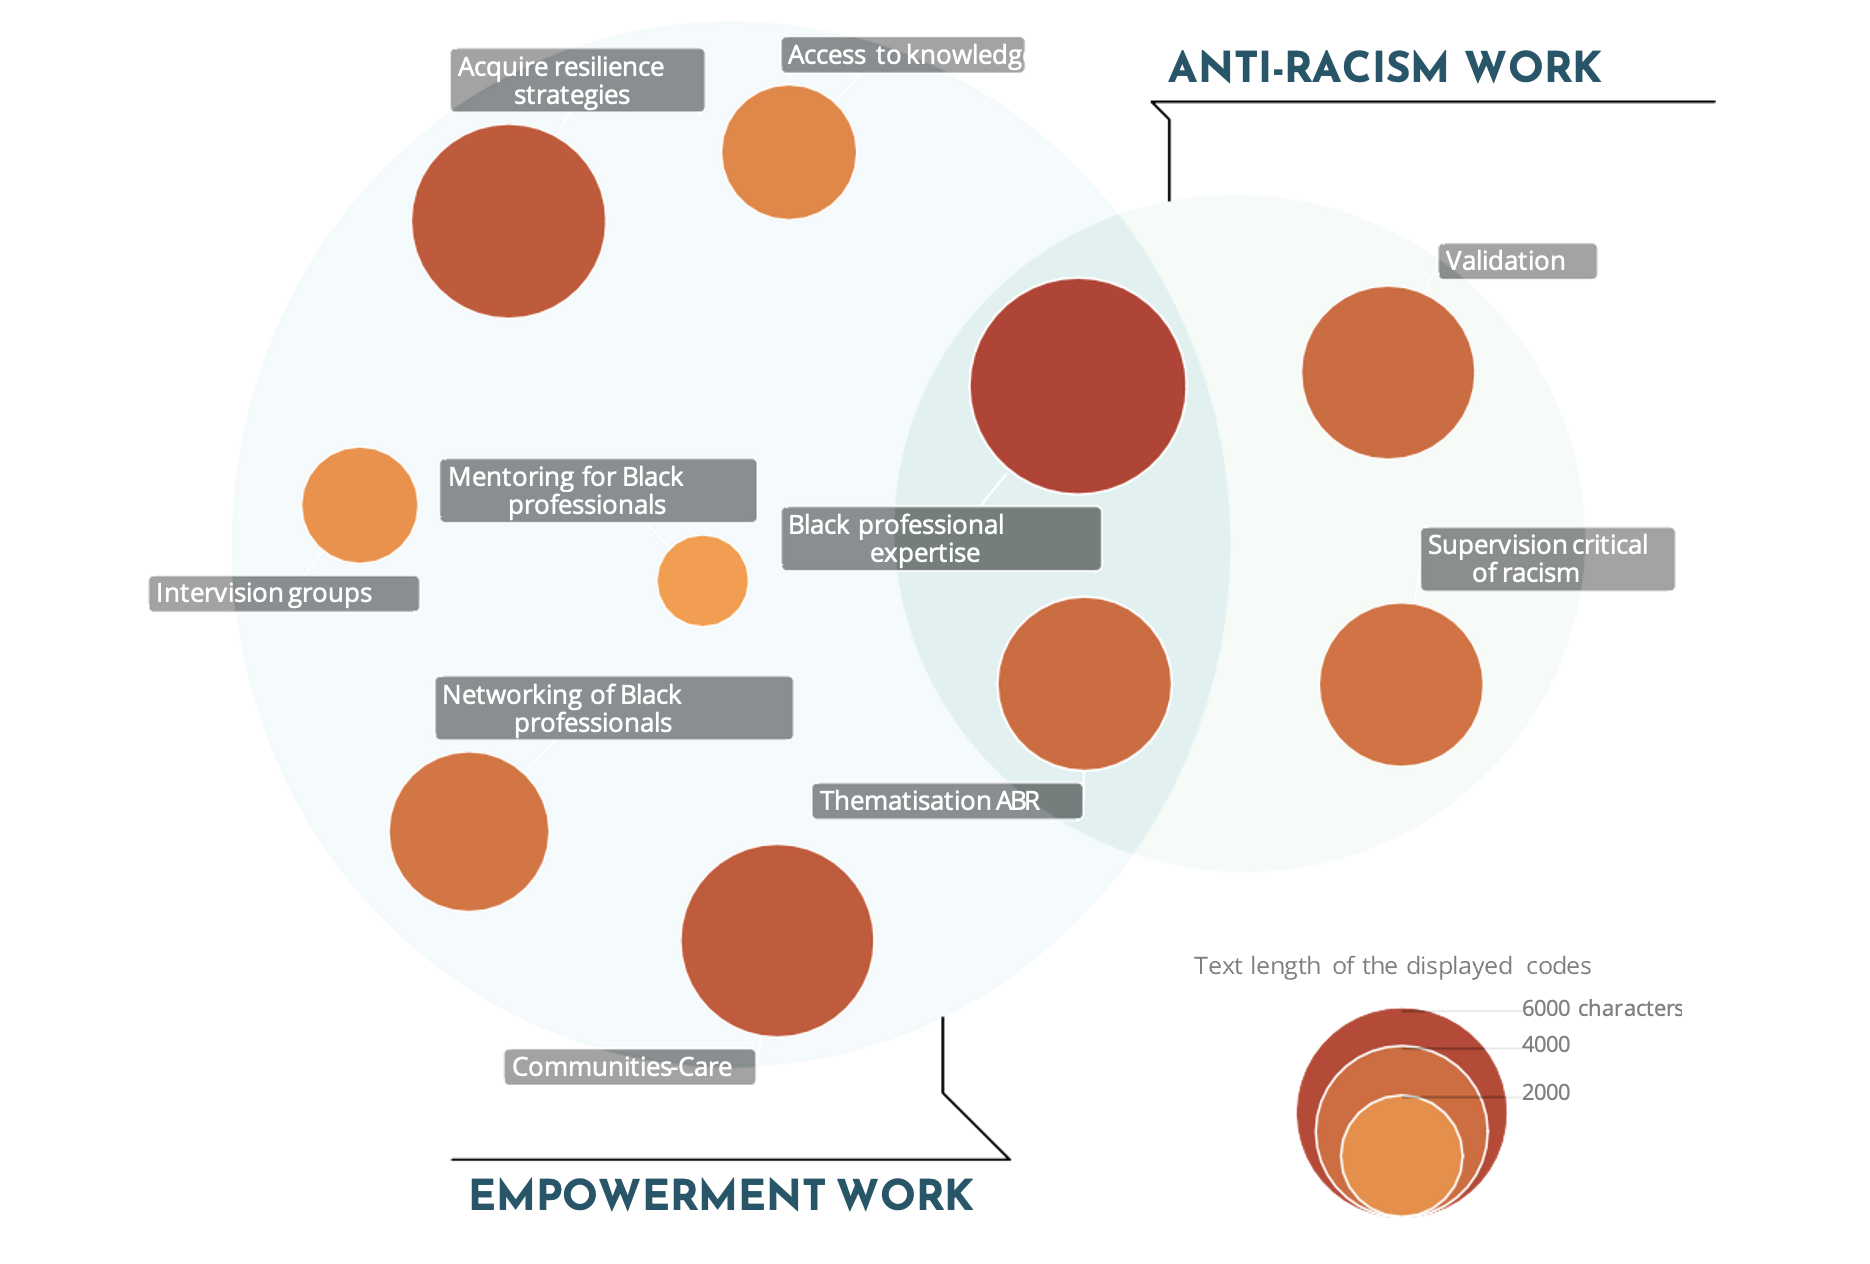 Acquire resilience
strategies
Access to knowledg
ANTI-RACISM WORK
Validation
Mentoring for Black
professionals
Black professional
expertise
Supervision critical
of racism
Intervision groups
Networking of Black
professionals
Thematisation ABR
Communities-Care
EMPOWERMENT WORK
Text length of the displayed codes
6000 characters
4000
2000